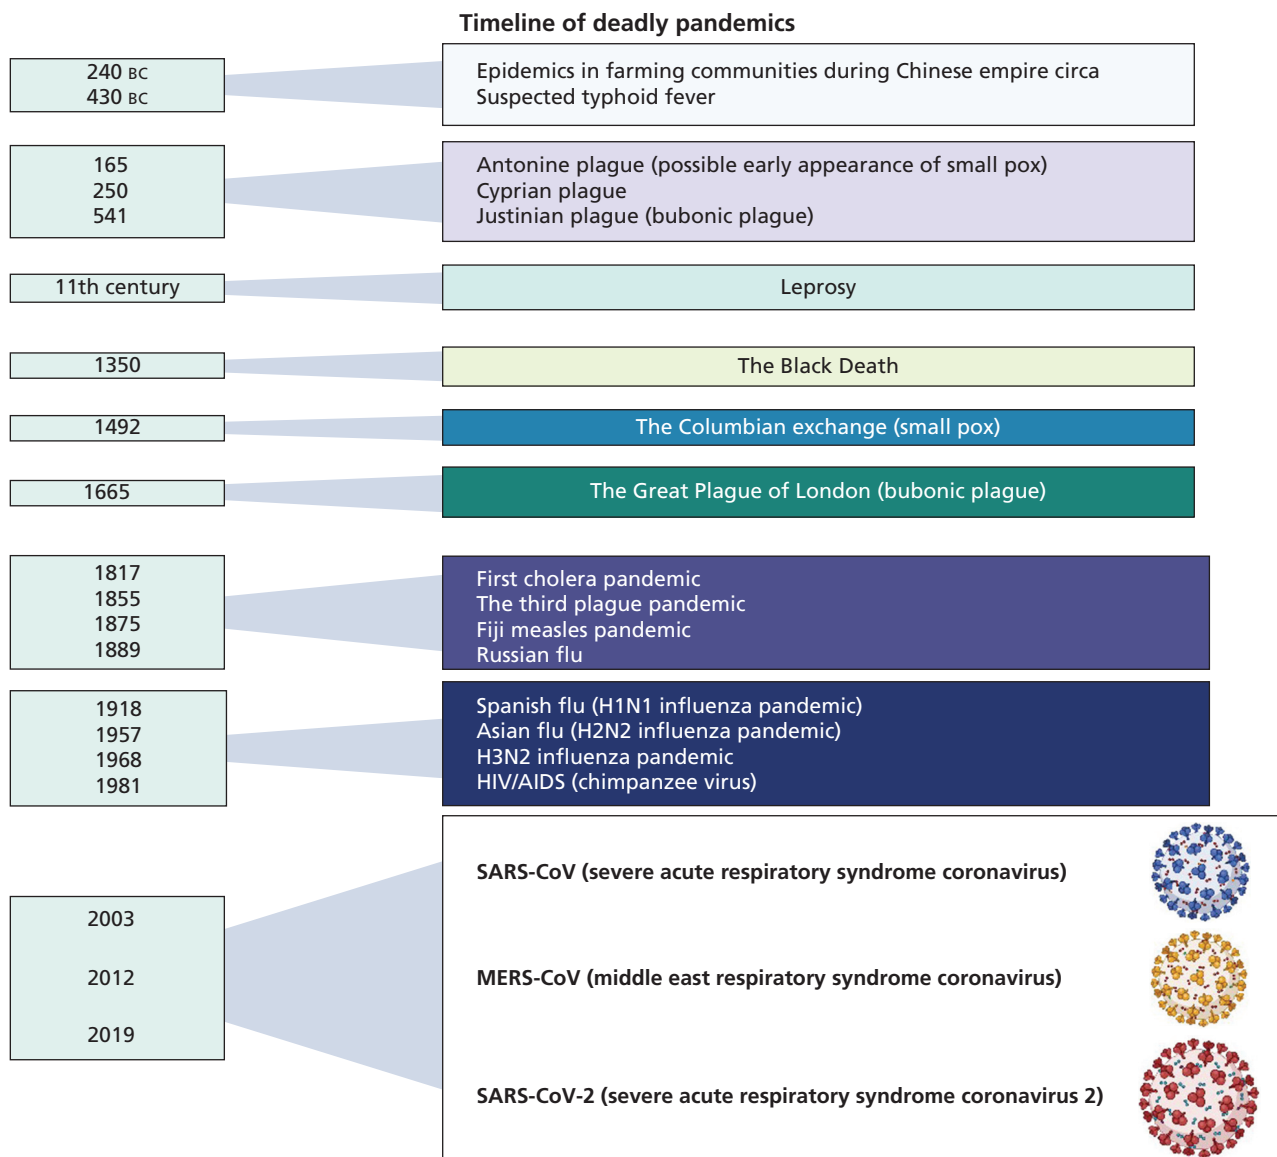 Timeline of deadly pandemics
240 BC
430 BC
Epidemics in farming communities during Chinese empire circa
Suspected typhoid fever
165
250
541
Antonine plague (possible early appearance of small pox)
Cyprian plague
Justinian plague (bubonic plague)
11th century
Leprosy
1350
The Black Death
1492
The Columbian exchange (small pox)
1665
The Great Plague of London (bubonic plague)
1817
1855
1875
1889
First cholera pandemic
The third plague pandemic
Fiji measles pandemic
Russian flu
1918
1957
1968
1981
Spanish flu (H1N1 influenza pandemic)
Asian flu (H2N2 influenza pandemic)
H3N2 influenza pandemic
HIV/AIDS (chimpanzee virus)
2003
2012
2019
SARS-CoV (severe acute respiratory syndrome coronavirus)
MERS-CoV (middle east respiratory syndrome coronavirus)
SARS-CoV-2 (severe acute respiratory syndrome coronavirus 2)